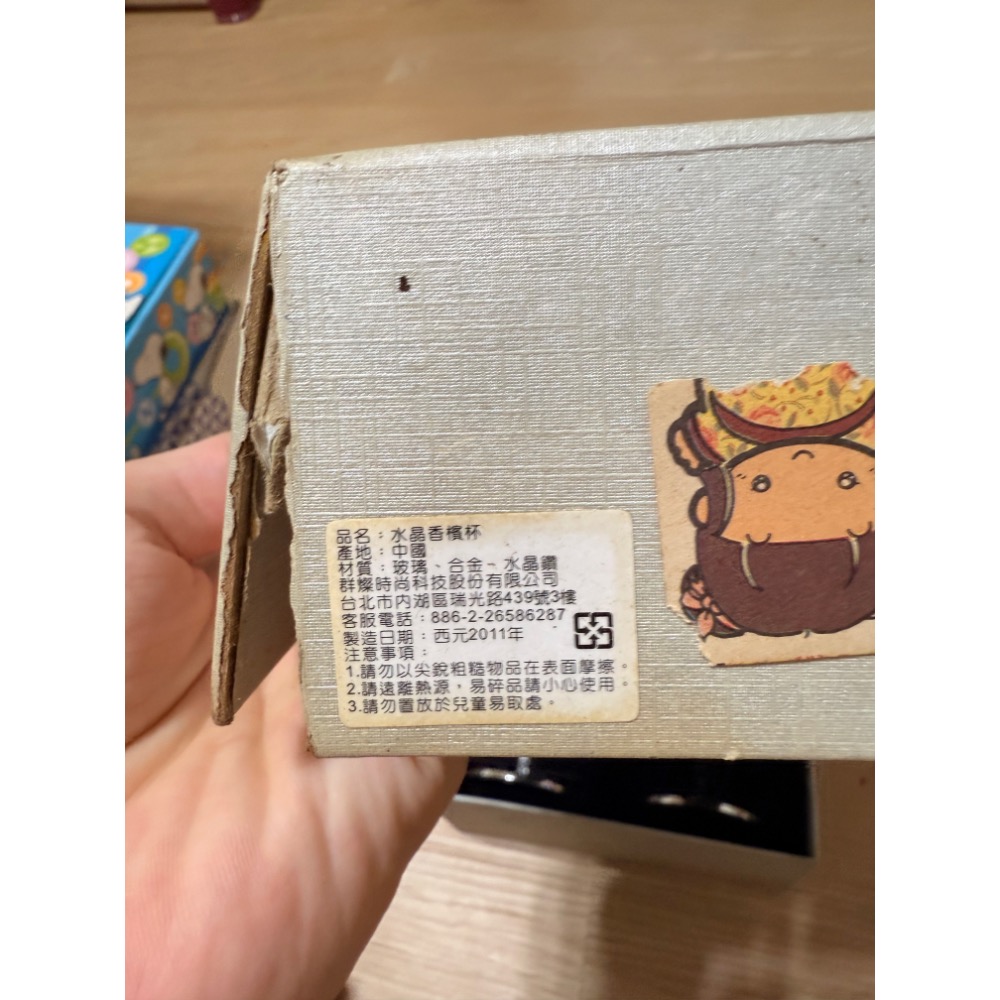 品名：水晶香檳杯
產地：中國
材質：玻璃、合金、水晶鑽
群燦時尚科技股份有限公司
台北市內湖區瑞光路439號3樓
客服電話：886-2-26586287
製造日期：西元2011年
注意事項：
1.請勿以尖銳粗糙物品在表面摩擦。
2.請遠離熱源，易碎品請小心使用。
3.請勿置放於兒童易取處。